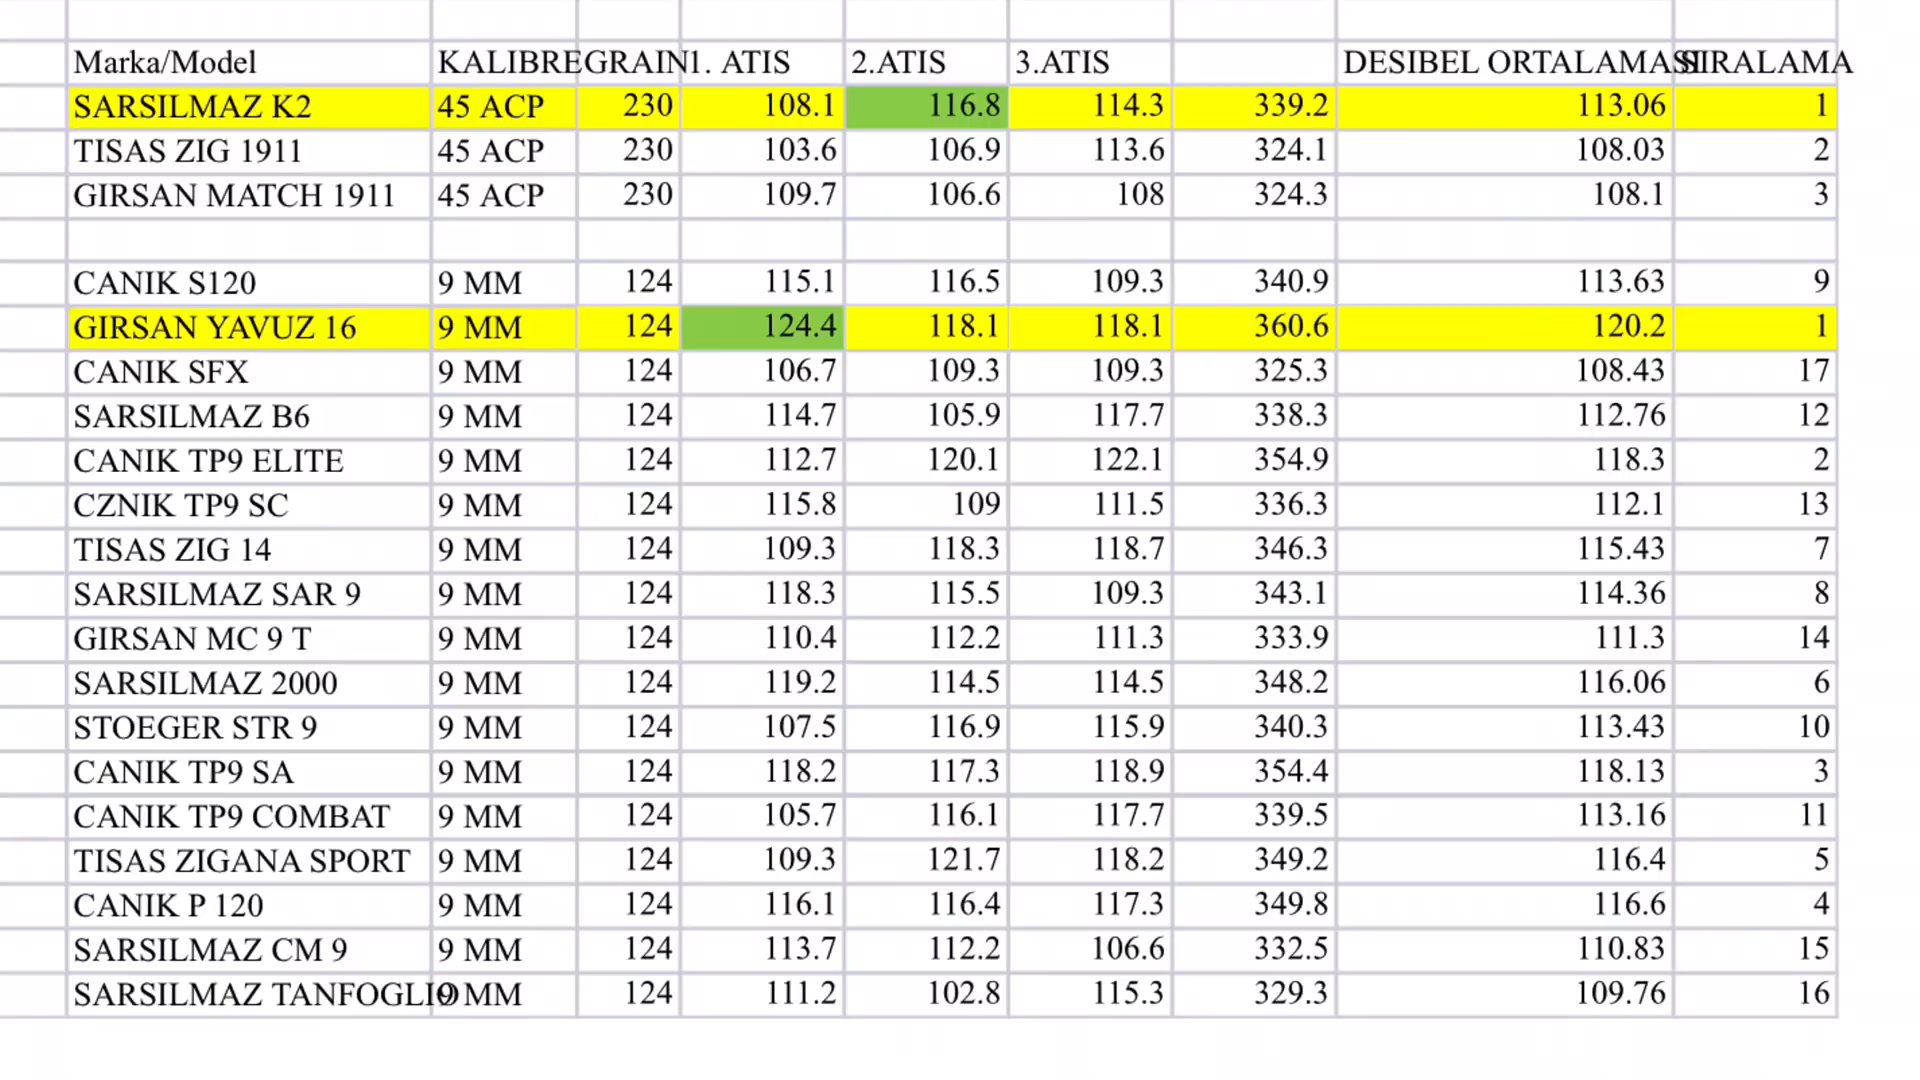 Marka/Model KALIBRE GRAIN 1. ATIS 2.ATIS 3.ATIS DESIBEL ORTALAMASI SIRALAMA
SARSILMAZ K2 45 ACP 230 108.1 116.8 114.3 339.2 113.06 1
TISAS ZIG 1911 45 ACP 230 103.6 106.9 113.6 324.1 108.03 2
GIRSAN MATCH 1911 45 ACP 230 109.7 106.6 108 324.3 108.1 3
CANIK S120 9 MM 124 115.1 116.5 109.3 340.9 113.63 9
GIRSAN YAVUZ 16 9 MM 124 124.4 118.1 118.1 360.6 120.2 1
CANIK SFX 9 MM 124 106.7 109.3 109.3 325.3 108.43 17
SARSILMAZ B6 9 MM 124 114.7 105.9 117.7 338.3 112.76 12
CANIK TP9 ELITE 9 MM 124 112.7 120.1 122.1 354.9 118.3 2
CZNIK TP9 SC 9 MM 124 115.8 109 111.5 336.3 112.1 13
TISAS ZIG 14 9 MM 124 109.3 118.3 118.7 346.3 115.43 7
SARSILMAZ SAR 9 9 MM 124 118.3 115.5 109.3 343.1 114.36 8
GIRSAN MC 9 T 9 MM 124 110.4 112.2 111.3 333.9 111.3 14
SARSILMAZ 2000 9 MM 124 119.2 114.5 114.5 348.2 116.06 6
STOEGER STR 9 9 MM 124 107.5 116.9 115.9 340.3 113.43 10
CANIK TP9 SA 9 MM 124 118.2 117.3 118.9 354.4 118.13 3
CANIK TP9 COMBAT 9 MM 124 105.7 116.1 117.7 339.5 113.16 11
TISAS ZIGANA SPORT 9 MM 124 109.3 121.7 118.2 349.2 116.4 5
CANIK P 120 9 MM 124 116.1 116.4 117.3 349.8 116.6 4
SARSILMAZ CM 9 9 MM 124 113.7 112.2 106.6 332.5 110.83 15
SARSILMAZ TANFOGLIO 9 MM 124 111.2 102.8 115.3 329.3 109.76 16